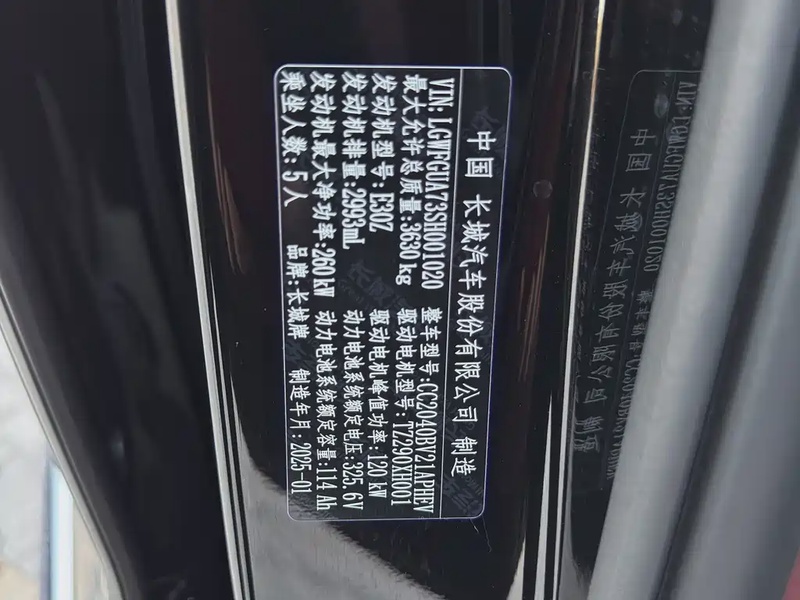 中国 长城汽车股份有限公司 制造
VIN: LGWFGUA73SH001020 整车型号: CC2040BY21APHEV
最大允许总质量: 3630 kg 驱动电机型号: TZ290XH001
发动机型号: E30Z 驱动电机峰值功率: 120 kW
发动机排量: 2993mL 动力电池系统额定电压: 325.6V
发动机最大净功率: 260 kW 动力电池系统额定容量: 114 Ah
乘坐人数: 5 人 品牌: 长城牌 制造年月: 2025-01